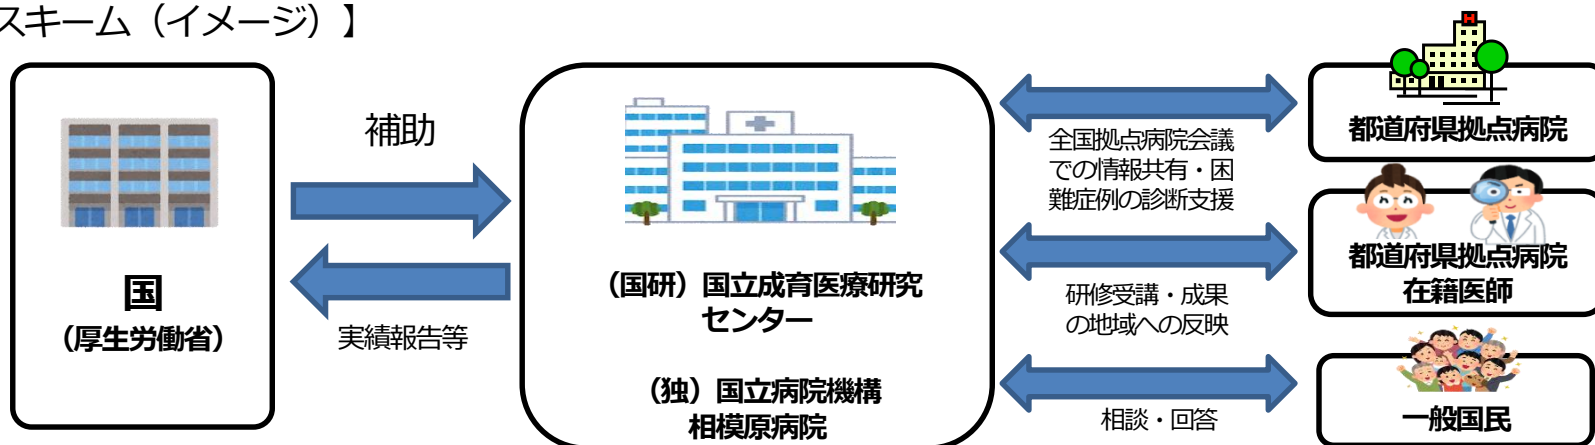 スキーム（イメージ）】
国
（厚生労働省）
補助
実績報告等
（国研）国立成育医療研究
センター
（独）国立病院機構
相模原病院
全国拠点病院会議
での情報共有・困
難症例の診断支援
研修受講・成果
の地域への反映
相談・回答
H
都道府県拠点病院
都道府県拠点病院
在籍医師
一般国民